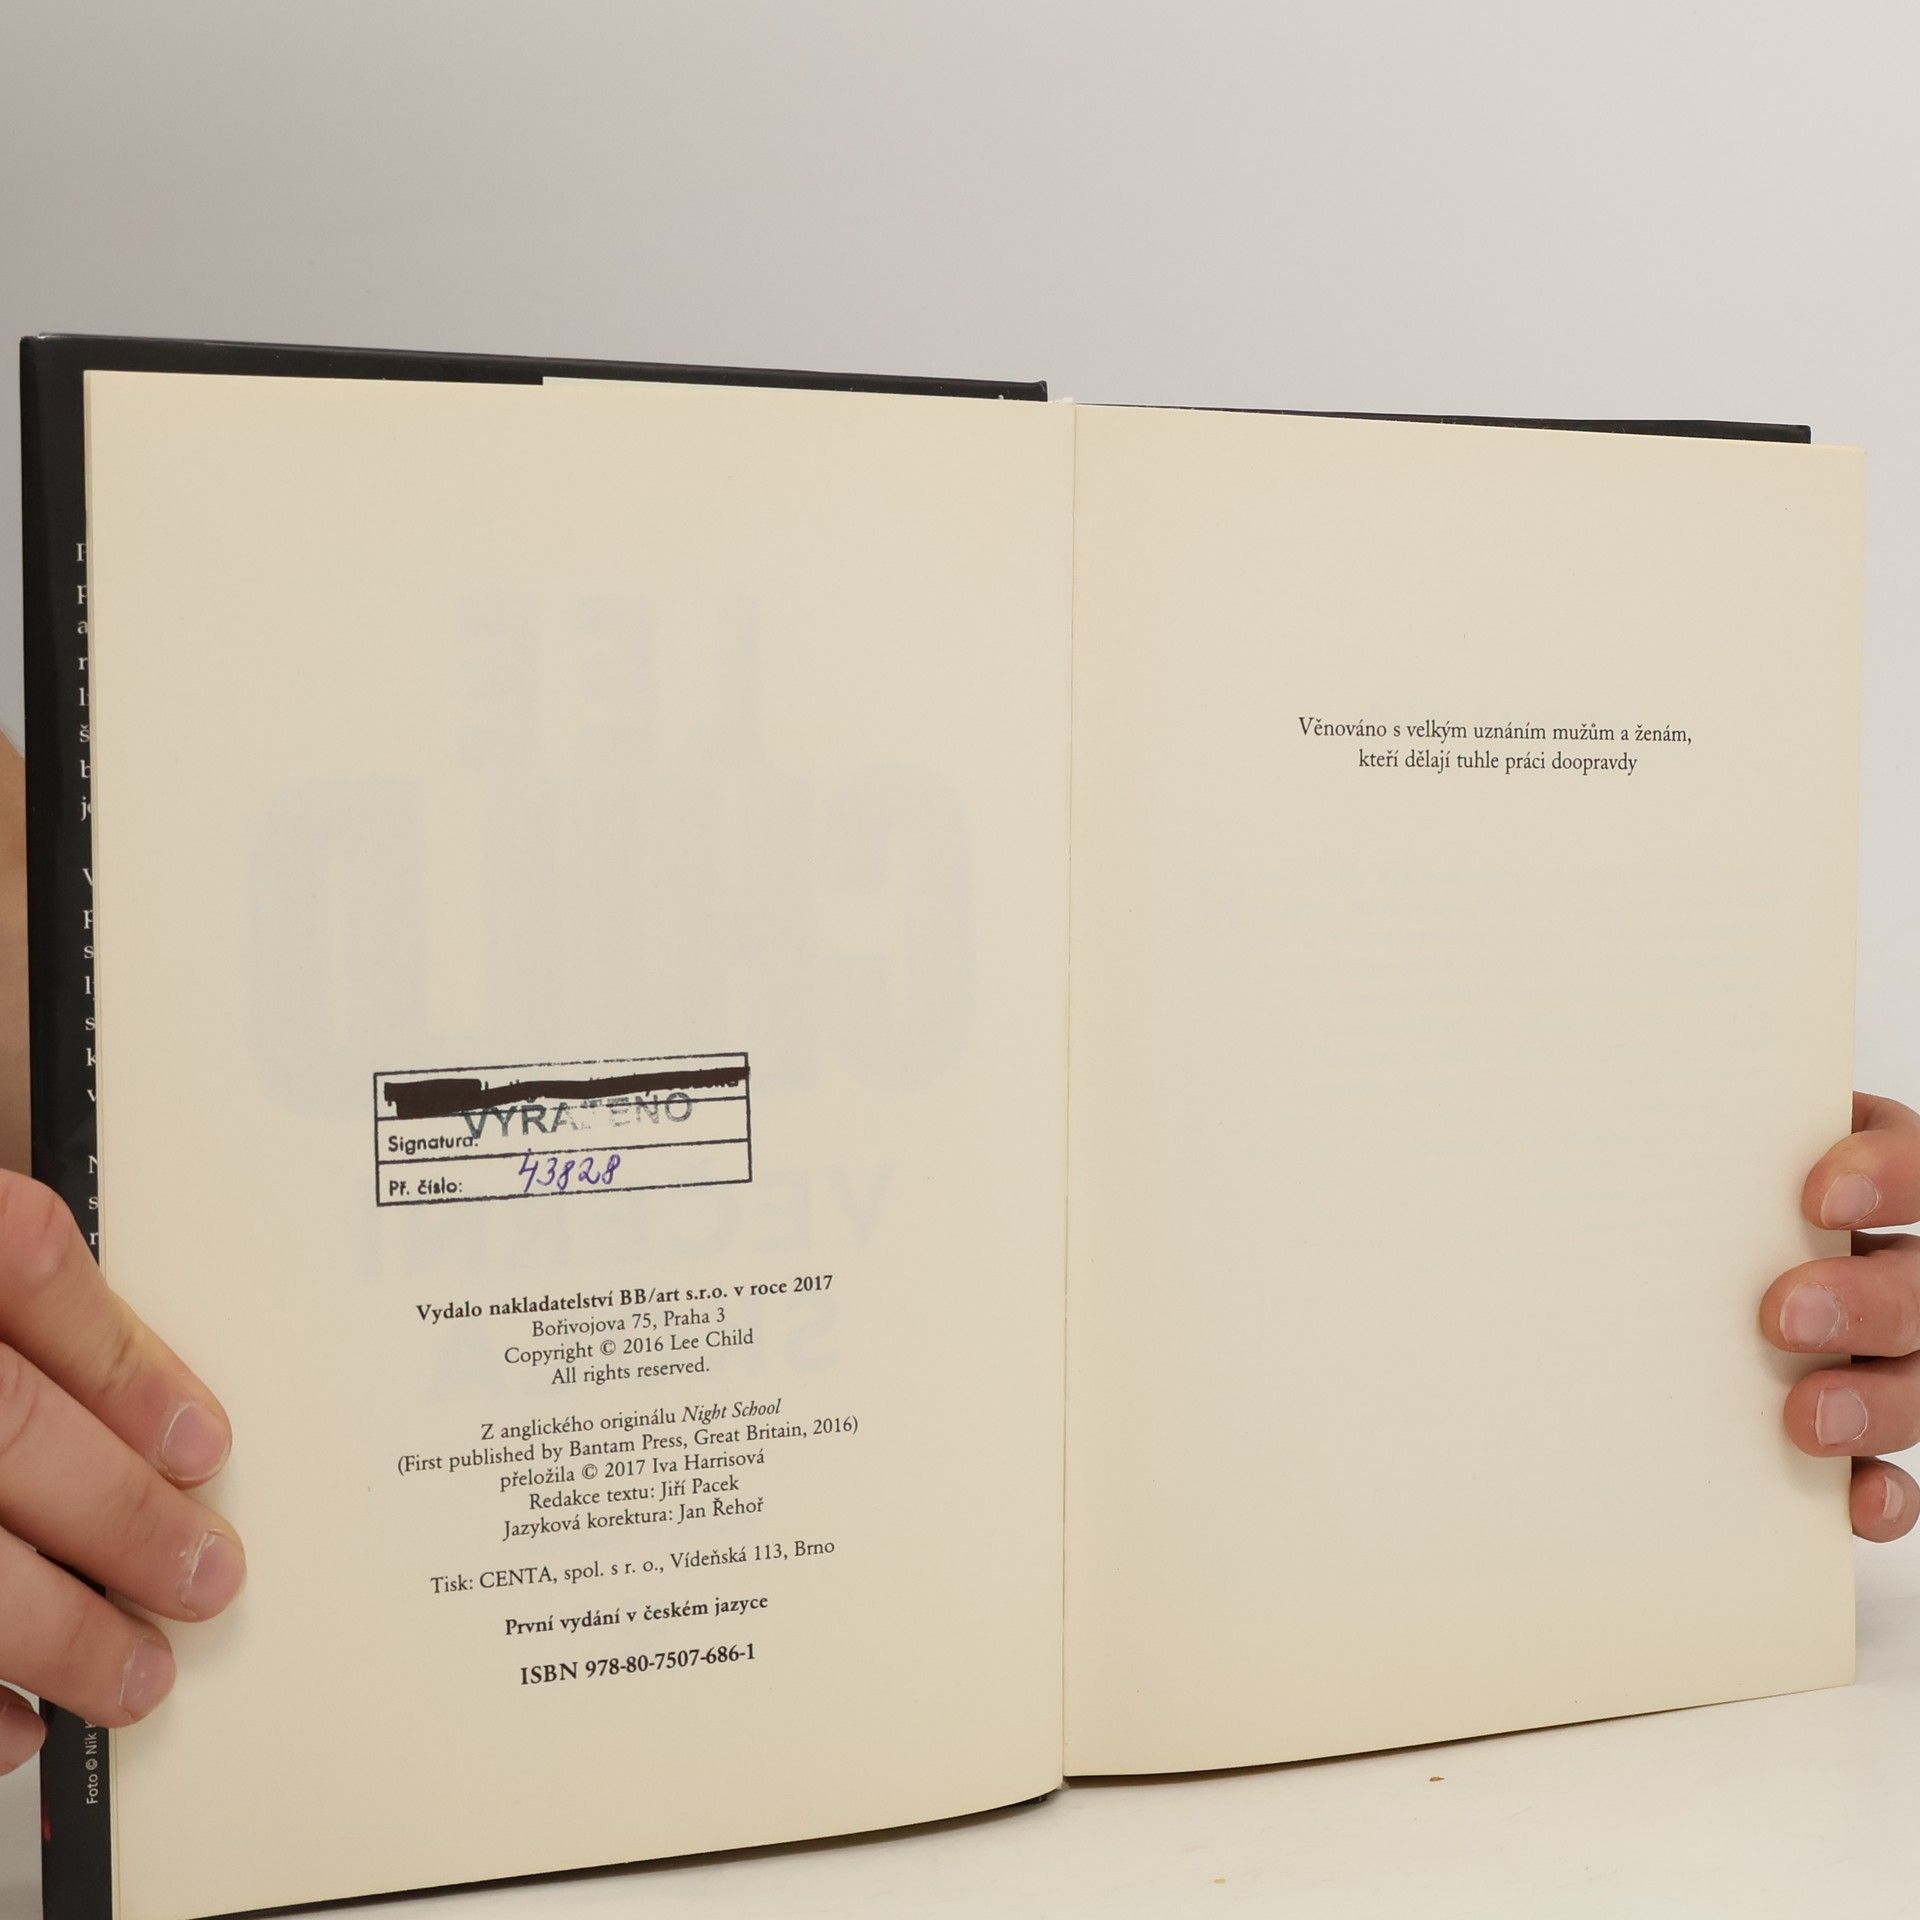 VYŘAZENO
Signatura:
Př. číslo: 43828
Vydalo nakladatelství BB/art s.r.o. v roce 2017
Bořivojova 75, Praha 3
Copyright © 2016 Lee Child
All rights reserved.
Z anglického originálu Night School
(First published by Bantam Press, Great Britain, 2016)
přeložila © 2017 Iva Harrisová
Redakce textu: Jiří Pacek
Jazyková korektura: Jan Řehoř
Tisk: CENTA, spol. s r. o., Vídeňská 113, Brno
První vydání v českém jazyce
ISBN 978-80-7507-686-1
Foto © Nik
Věnováno s velkým uznáním mužům a ženám,
kteří dělají tuhle práci doopravdy